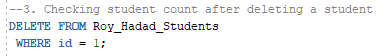 --3. Checking student count after deleting a student
DELETE FROM Roy_Hadad_Students
WHERE id = 1;